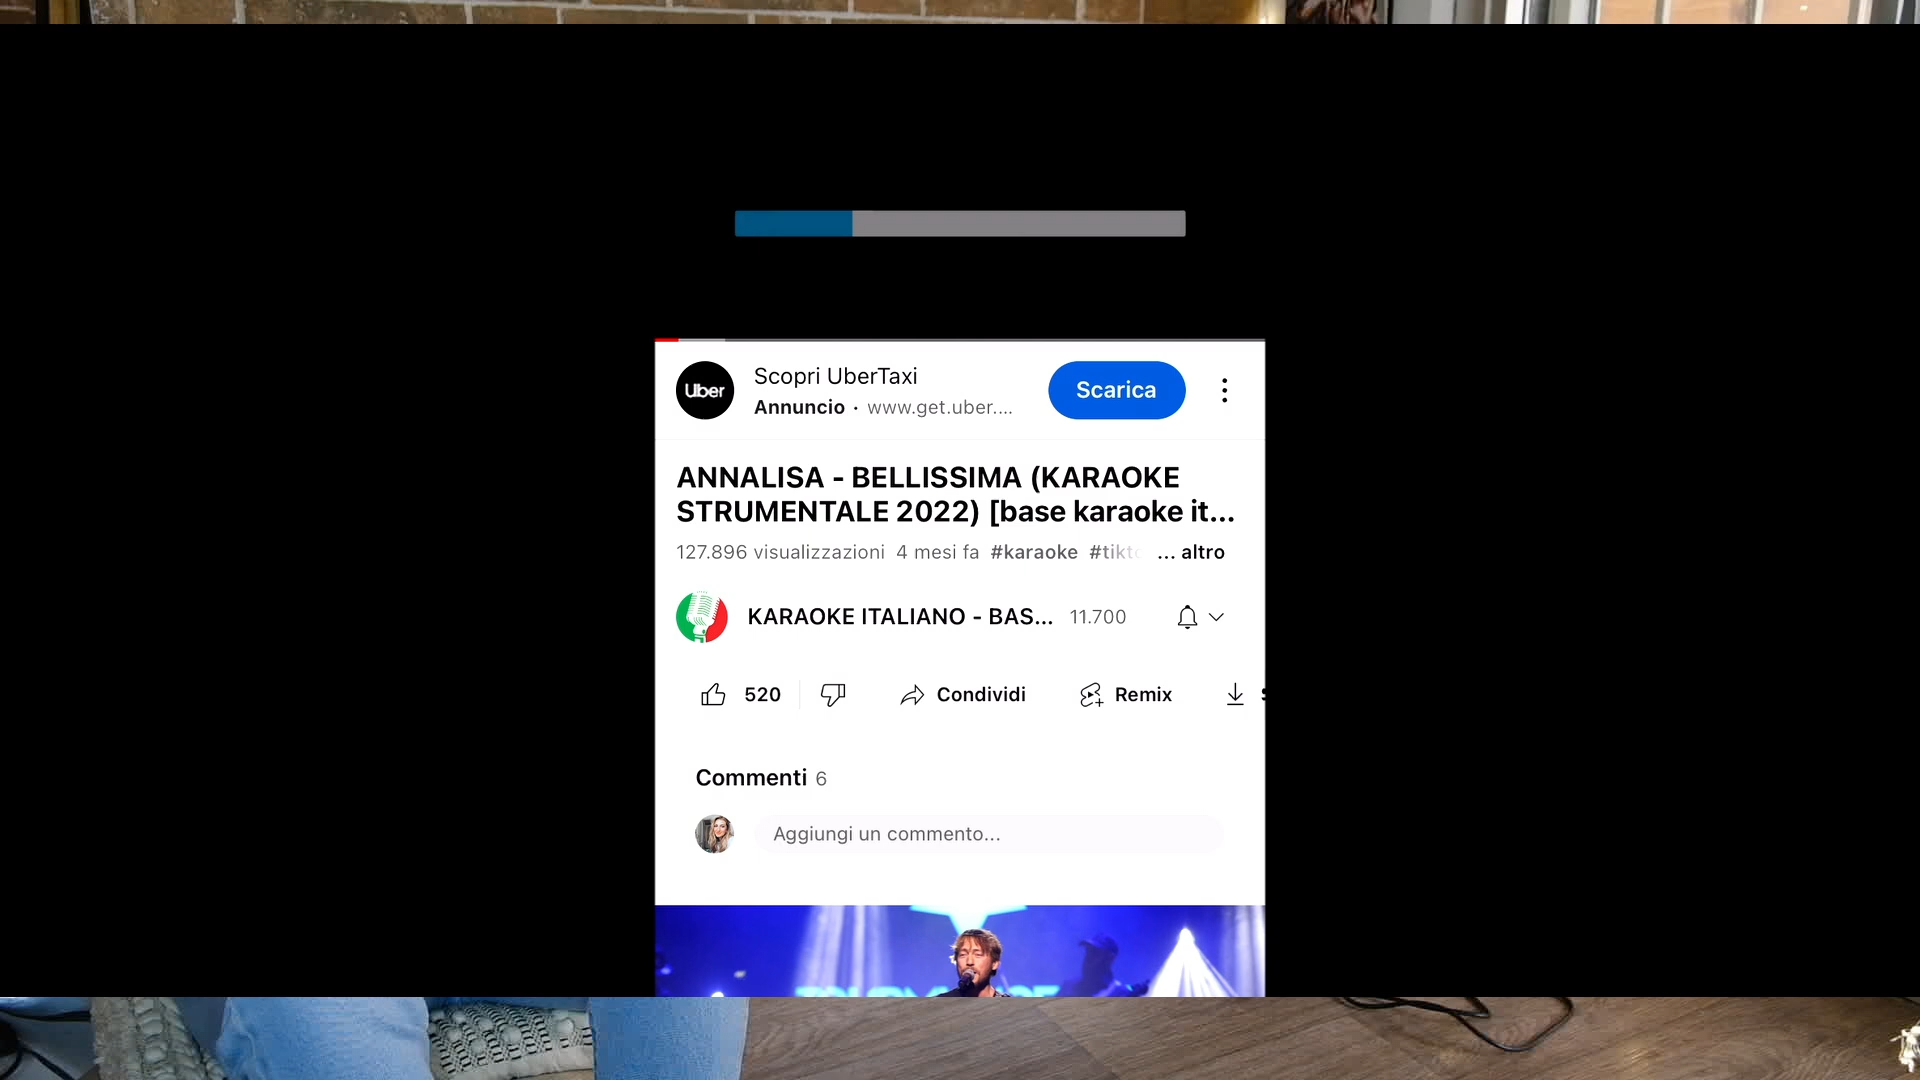 Uber
Scopri UberTaxi
Annuncio · www.get.uber....
Scarica
ANNALISA - BELLISSIMA (KARAOKE
STRUMENTALE 2022) [base karaoke it...
127.896 visualizzazioni 4 mesi fa #karaoke #tikto ... altro
KARAOKE ITALIANO - BAS... 11.700
520 Condividi Remix
Commenti 6
Aggiungi un commento...